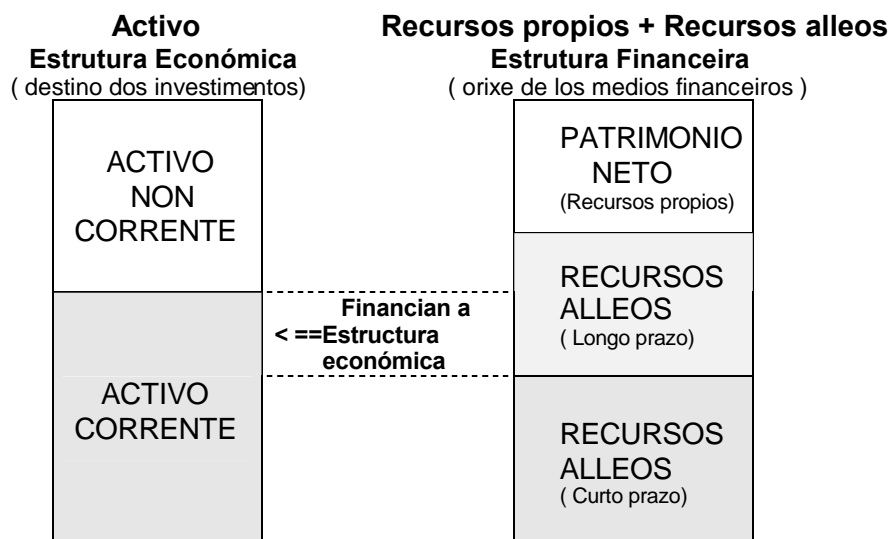 Activo
Estrutura Económica
( destino dos investimentos)
Recursos propios + Recursos alleos
Estrutura Financeira
( orixe de los medios financeiros )
ACTIVO
NON
CORRENTE
PATRIMONIO
NETO
(Recursos propios)
RECURSOS
ALLEOS
( Longo prazo)
Financian a
< ==Estructura
económica
ACTIVO
CORRENTE
RECURSOS
ALLEOS
( Curto prazo)